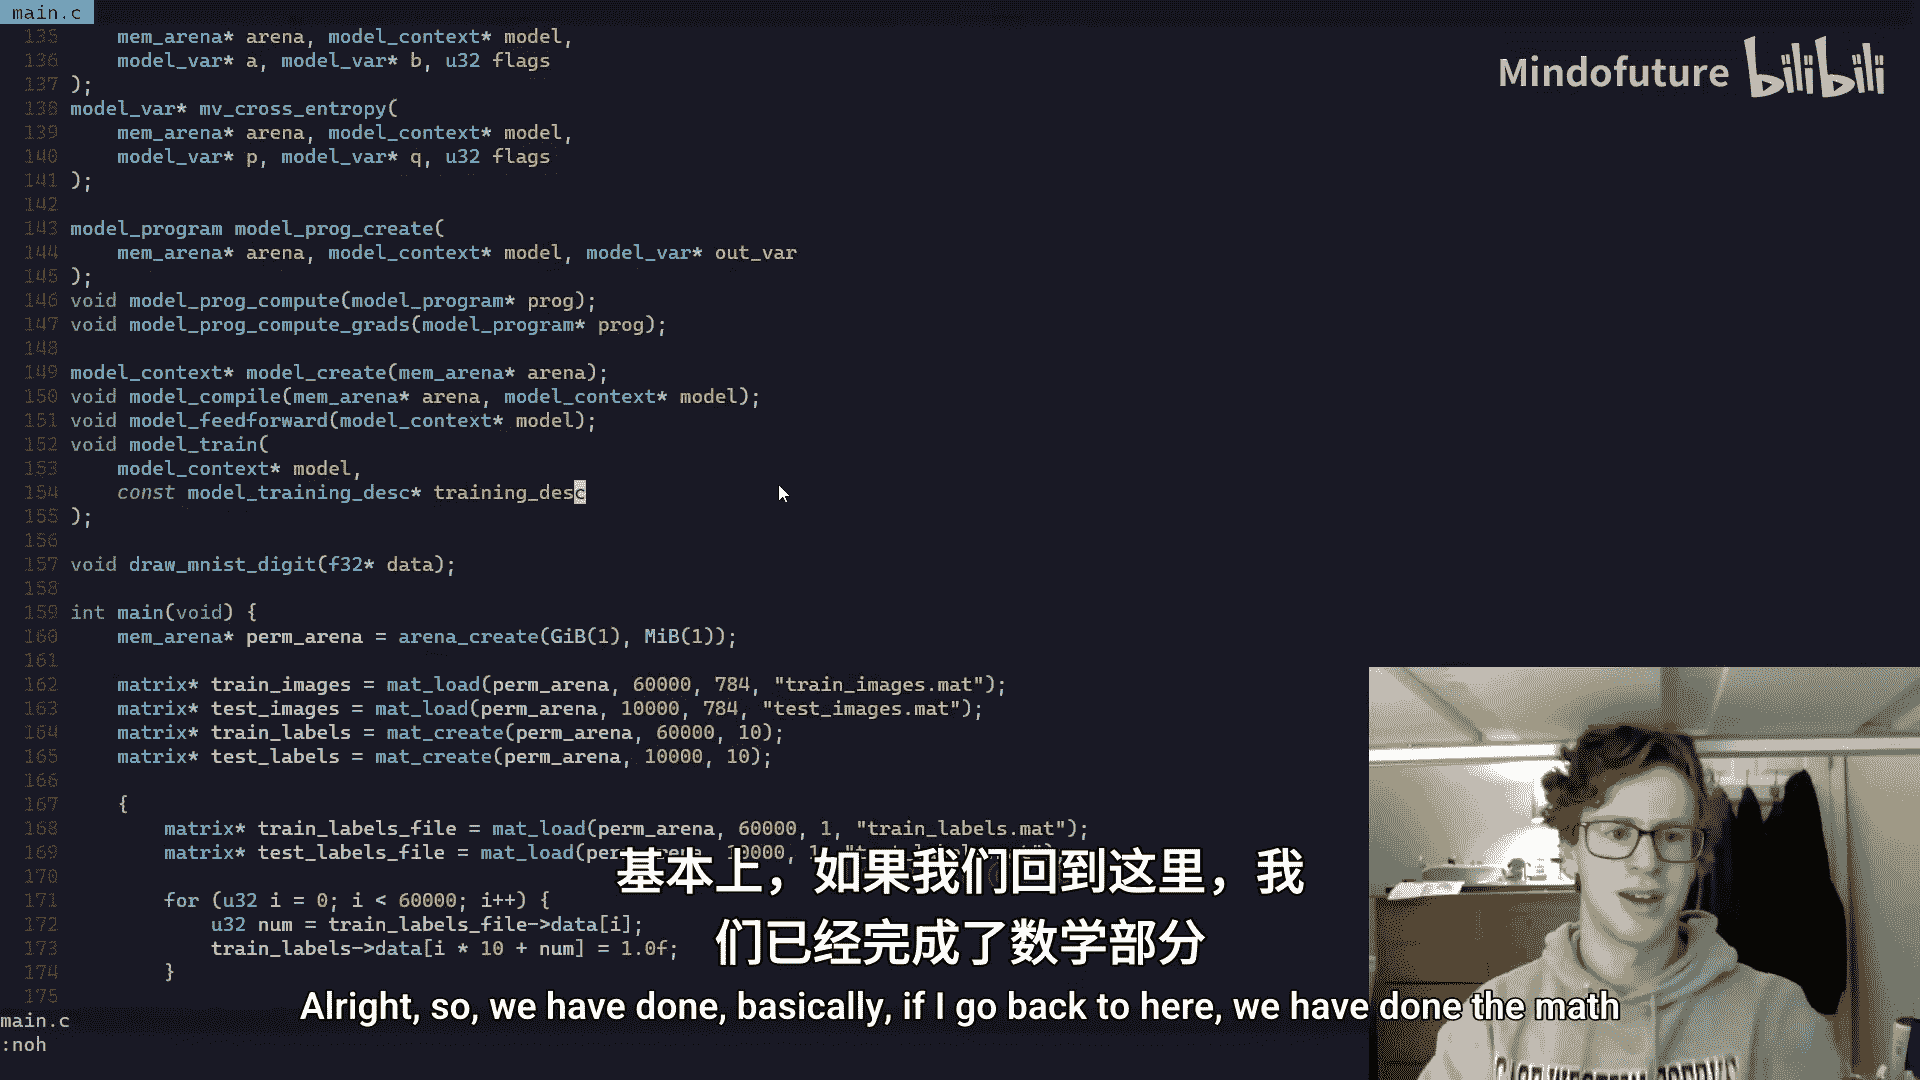 main.c
Mindofuture bilibili
135 mem_arena* arena, model_context* model,
136 model_var* a, model_var* b, u32 flags
137 );
138 model_var* mv_cross_entropy(
139 mem_arena* arena, model_context* model,
140 model_var* p, model_var* q, u32 flags
141 );
142
143 model_program model_prog_create(
144 mem_arena* arena, model_context* model, model_var* out_var
145 );
146 void model_prog_compute(model_program* prog);
147 void model_prog_compute_grads(model_program* prog);
148
149 model_context* model_create(mem_arena* arena);
150 void model_compile(mem_arena* arena, model_context* model);
151 void model_feedforward(model_context* model);
152 void model_train(
153 model_context* model,
154 const model_training_desc* training_desc
155 );
156
157 void draw_mnist_digit(f32* data);
158
159 int main(void) {
160 mem_arena* perm_arena = arena_create(GiB(1), MiB(1));
161
162 matrix* train_images = mat_load(perm_arena, 60000, 784, "train_images.mat");
163 matrix* test_images = mat_load(perm_arena, 10000, 784, "test_images.mat");
164 matrix* train_labels = mat_create(perm_arena, 60000, 10);
165 matrix* test_labels = mat_create(perm_arena, 10000, 10);
166
167 {
168 matrix* train_labels_file = mat_load(perm_arena, 60000, 1, "train_labels.mat");
169 matrix* test_labels_file = mat_load(
170
171 for (u32 i = 0; i < 60000; i++) {
172 u32 num = train_labels_file->data[i];
173 train_labels->data[i * 10 + num] = 1.0f;
174 }
175
基本上，如果我们回到这里，我
们已经完成了数学部分
Alright, so, we have done, basically, if I go back to here, we have done the math
main.c
:noh